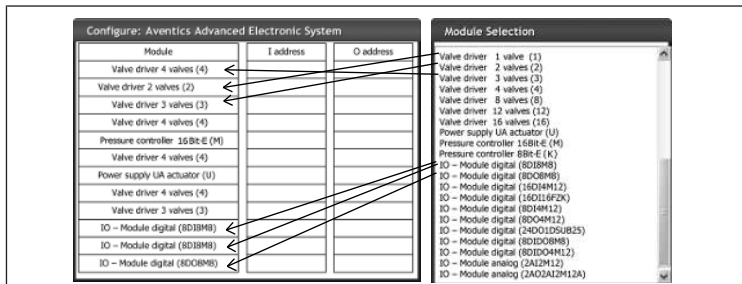 Configure: Aventics Advanced Electronic System
Module
I address
O address
Valve driver 4 valves (4)
Valve driver 2 valves (2)
Valve driver 3 valves (3)
Valve driver 4 valves (4)
Pressure controller 16Bit-E (M)
Valve driver 4 valves (4)
Power supply UA actuator (U)
Valve driver 4 valves (4)
Valve driver 3 valves (3)
IO – Module digital (8DI8M8)
IO – Module digital (8DI8M8)
IO – Module digital (8DO8M8)
Module Selection
Valve driver 1 valve (1)
Valve driver 2 valves (2)
Valve driver 3 valves (3)
Valve driver 4 valves (4)
Valve driver 8 valves (8)
Valve driver 12 valves (12)
Valve driver 16 valves (16)
Power supply UA actuator (U)
Pressure controller 16Bit-E (M)
Pressure controller 8Bit-E (K)
IO – Module digital (8DI8M8)
IO – Module digital (8DO8M8)
IO – Module digital (16DI4M12)
IO – Module digital (16DI16FZK)
IO – Module digital (8DI4M12)
IO – Module digital (8DO4M12)
IO – Module digital (24DO1DSUB25)
IO – Module digital (8DIDO8M8)
IO – Module digital (8DIDO4M12)
IO – Module analog (2AI2M12)
IO – Module analog (2AO2AI2M12A)